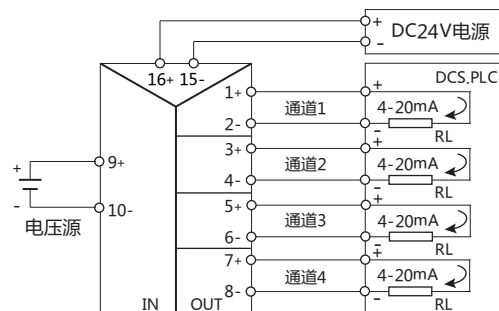 +
-
DC24V电源
16+ 15-
DCS.PLC
1+
通道1
2-
+
4-20mA
-
RL
3+
通道2
4-
+
4-20mA
-
RL
5+
通道3
6-
+
4-20mA
-
RL
7+
通道4
8-
+
4-20mA
-
RL
9+
10-
+
-
电压源
IN
OUT